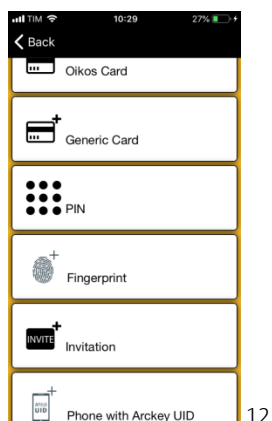 TIM 10:29 27%
Back
Oikos Card
Generic Card
PIN
Fingerprint
INVITE
Invitation
UID
Phone with Arckey UID
12